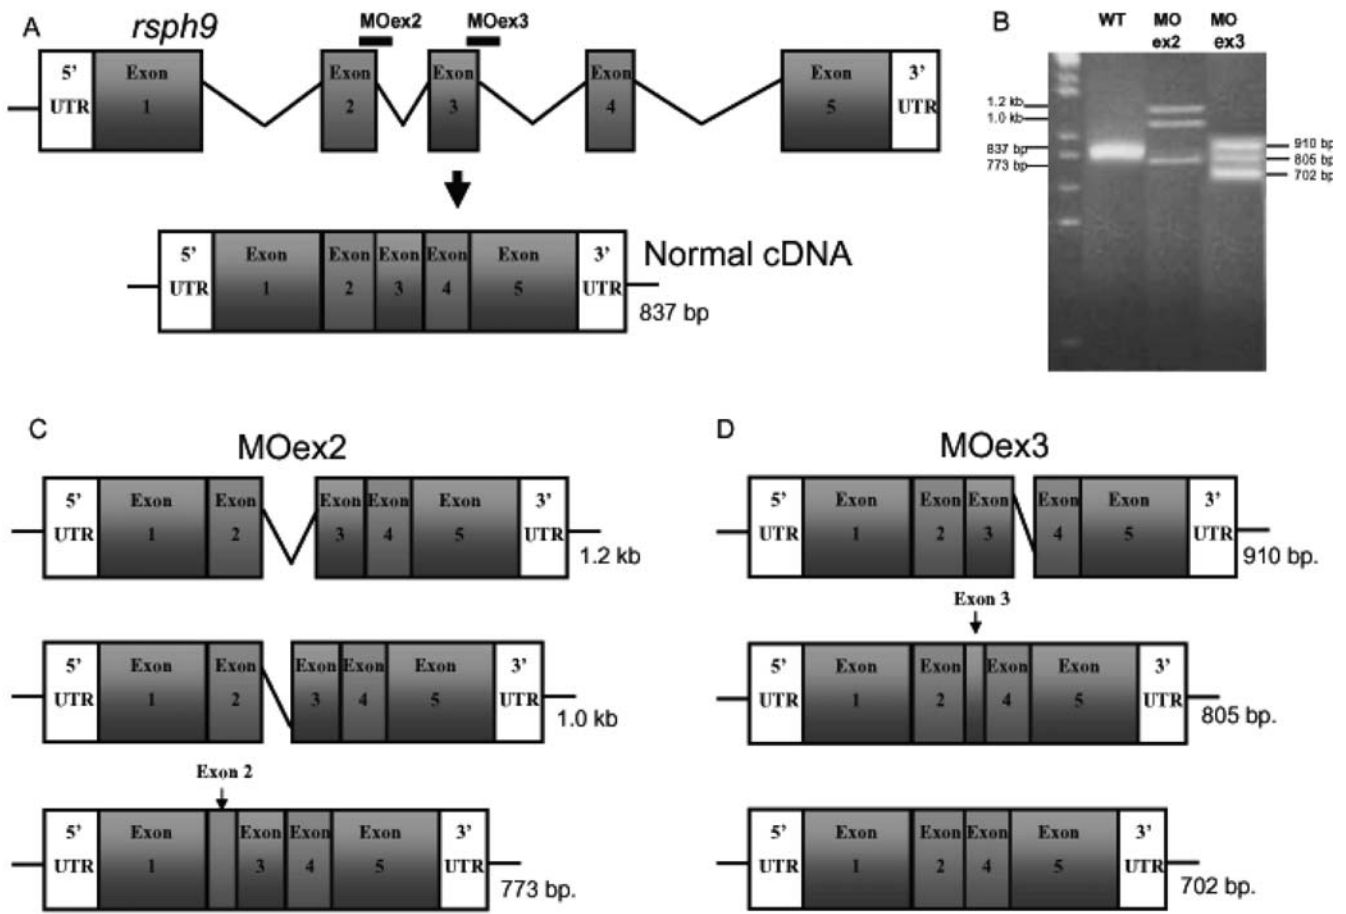 A
rsph9
MOex2
MOex3
5' UTR
Exon 1
Exon 2
Exon 3
Exon 4
Exon 5
3' UTR
5' UTR
Exon 1
Exon 2
Exon 3
Exon 4
Exon 5
3' UTR
Normal cDNA
837 bp
B
WT
MO ex2
MO ex3
1.2 kb
1.0 kb
837 bp
773 bp
910 bp
805 bp
702 bp
C
MOex2
5' UTR
Exon 1
Exon 2
Exon 3
Exon 4
Exon 5
3' UTR
1.2 kb
5' UTR
Exon 1
Exon 2
Exon 3
Exon 4
Exon 5
3' UTR
1.0 kb
Exon 2
5' UTR
Exon 1
Exon 3
Exon 4
Exon 5
3' UTR
773 bp.
D
MOex3
5' UTR
Exon 1
Exon 2
Exon 3
Exon 4
Exon 5
3' UTR
910 bp.
Exon 3
5' UTR
Exon 1
Exon 2
Exon 4
Exon 5
3' UTR
805 bp.
5' UTR
Exon 1
Exon 2
Exon 4
Exon 5
3' UTR
702 bp.